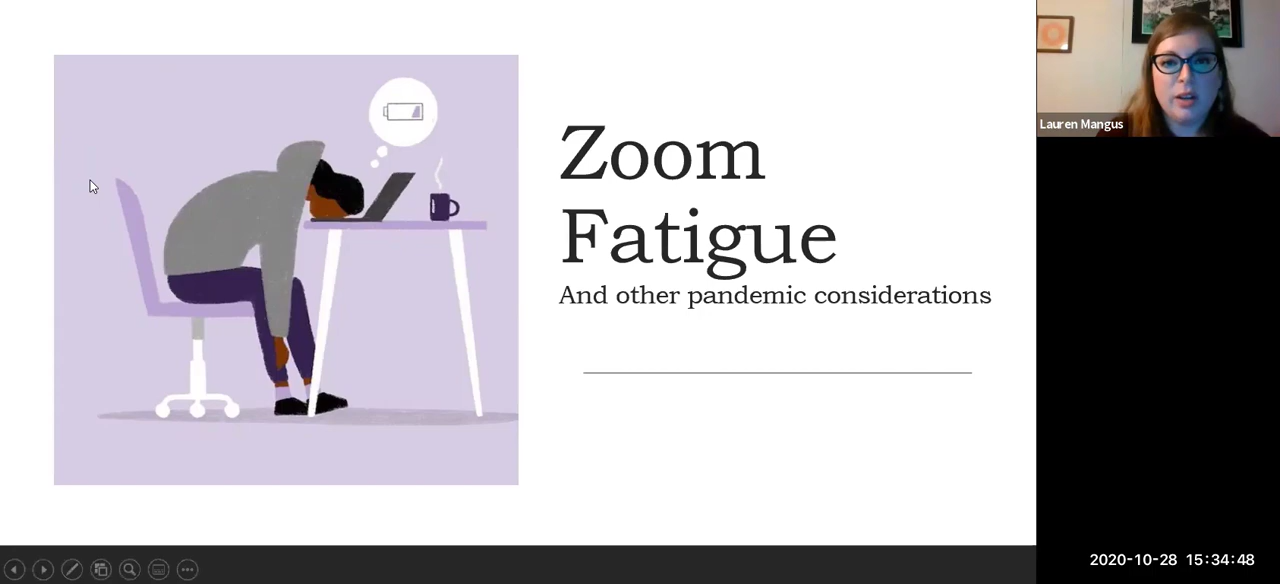 Zoom
Fatigue
And other pandemic considerations
Lauren Mangus
2020-10-28 15:34:48